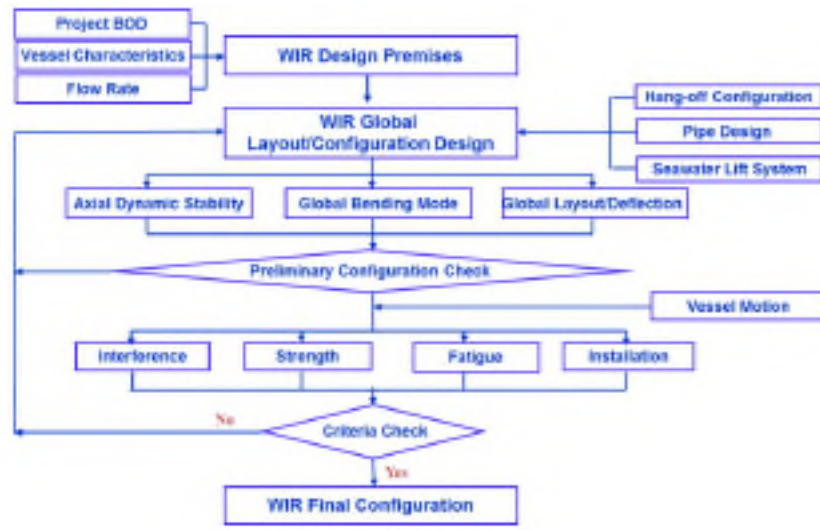 Project BOD
Vessel Characteristics
Flow Rate
WIR Design Premises
WIR Global
Layout/Configuration Design
Hang-off Configuration
Pipe Design
Seawater Lift System
Axial Dynamic Stability
Global Bending Mode
Global Layout/Deflection
Preliminary Configuration Check
Vessel Motion
Interference
Strength
Fatigue
Installation
No
Criteria Check
Yes
WIR Final Configuration